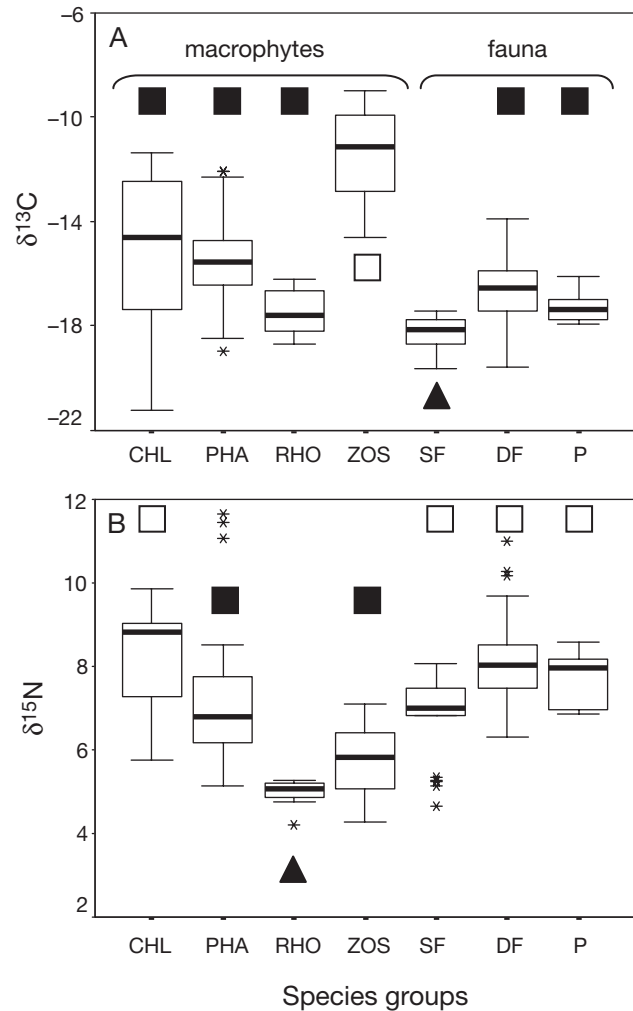 A
macrophytes
fauna
δ13C
−6
−10
−14
−18
−22
CHL PHA RHO ZOS SF DF P
B
δ15N
12
10
8
6
4
2
CHL PHA RHO ZOS SF DF P
Species groups